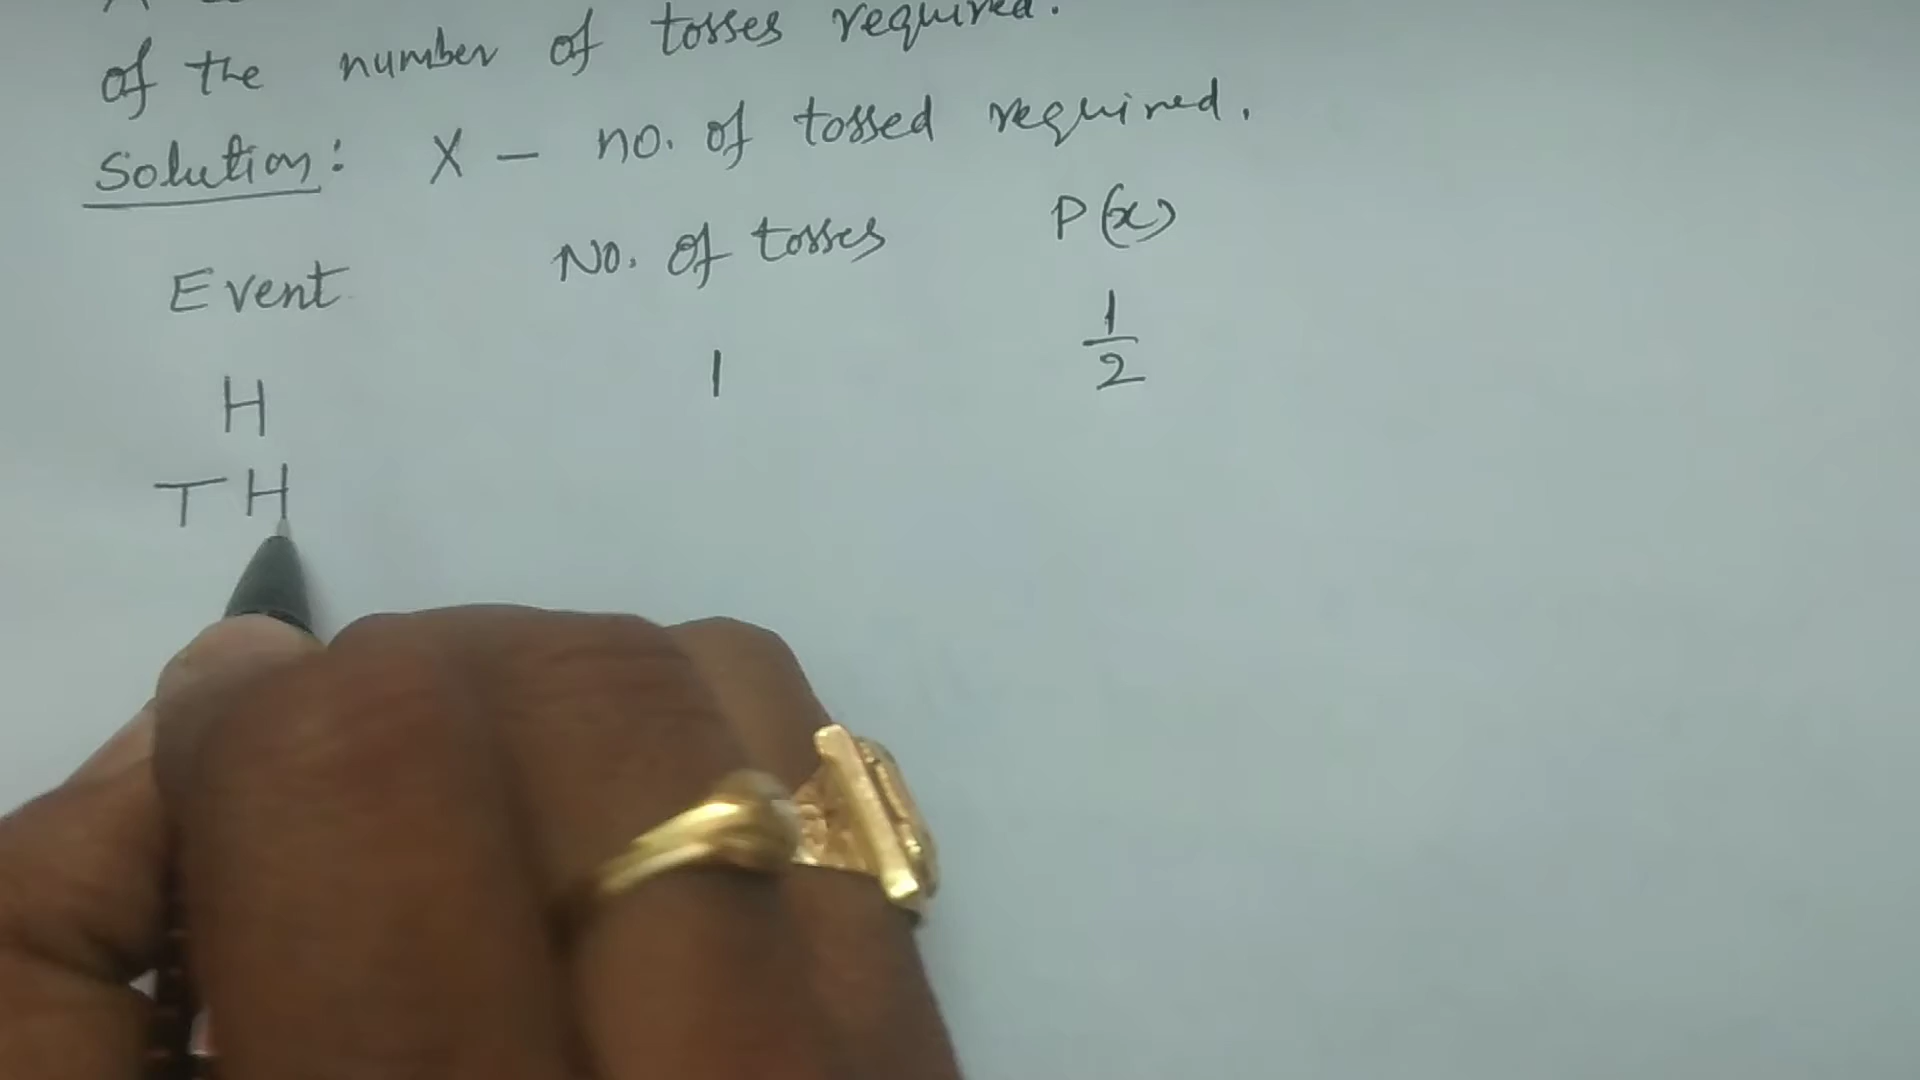 of the number of tosses required.
Solution: X - no. of tossed required.
Event No. of tosses P(x)
H 1 1/2
TH